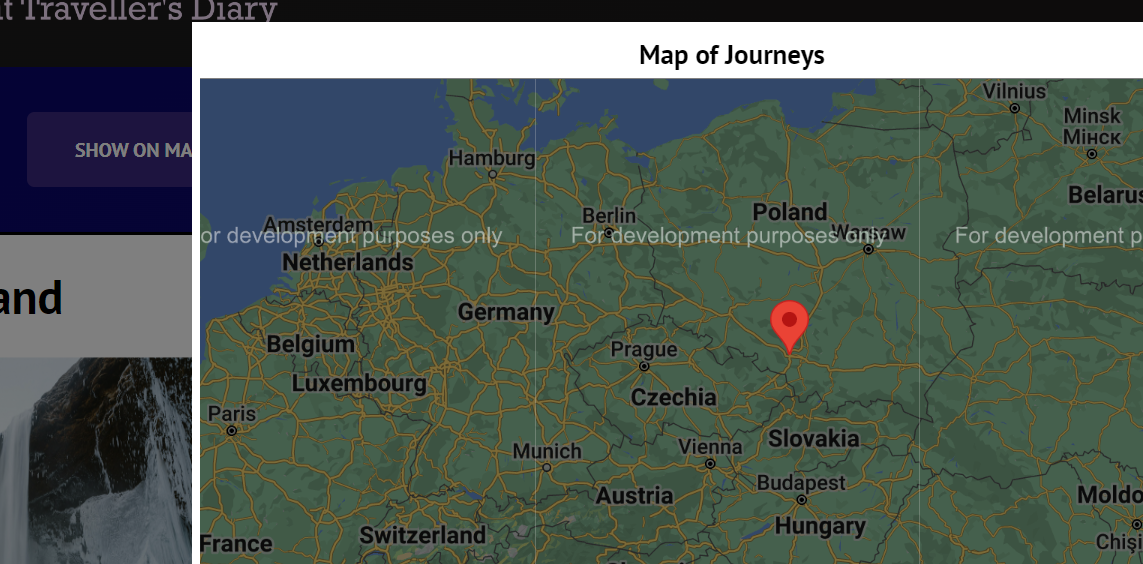 t Traveller's Diary
Map of Journeys
SHOW ON MA
and
Vilnius
Minsk
Мінск
Hamburg
Belarus
Poland
Berlin
Amsterdam
Warsaw
or development purposes only
For development purposes only
For development p
Netherlands
Germany
Belgium
Prague
Luxembourg
Czechia
Paris
Slovakia
Vienna
Munich
Budapest
Austria
Moldo
Hungary
Switzerland
France
Chiși